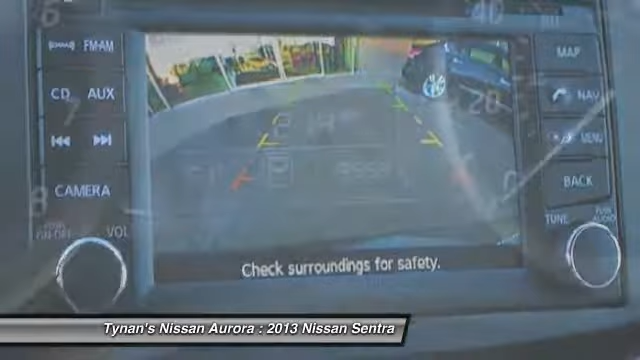 FM-AM
MAP
CD AUX
NAV
MENU
CAMERA
BACK
VOL
TUNE
Check surroundings for safety.
Tynan's Nissan Aurora : 2013 Nissan Sentra